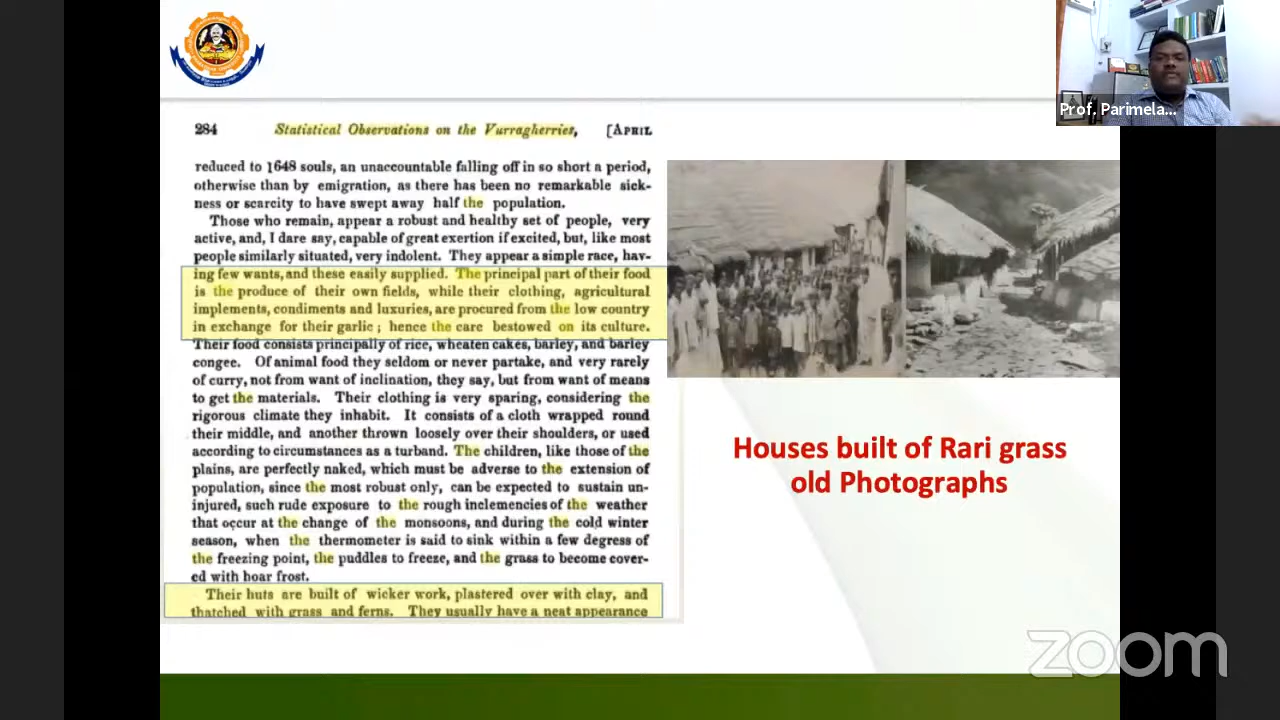 284 Statistical Observations on the Vurragherries, [APRIL
reduced to 1648 souls, an unaccountable falling off in so short a period,
otherwise than by emigration, as there has been no remarkable sick-
ness or scarcity to have swept away half the population.
Those who remain, appear a robust and healthy set of people, very
active, and, I dare say, capable of great exertion if excited, but, like most
people similarly situated, very indolent. They appear a simple race, hav-
ing few wants, and these easily supplied. The principal part of their food
is the produce of their own fields, while their clothing, agricultural
implements, condiments and luxuries, are procured from the low country
in exchange for their garlic; hence the care bestowed on its culture.
Their food consists principally of rice, wheaten cakes, barley, and barley
congee. Of animal food they seldom or never partake, and very rarely
of curry, not from want of inclination, they say, but from want of means
to get the materials. Their clothing is very sparing, considering the
rigorous climate they inhabit. It consists of a cloth wrapped round
their middle, and another thrown loosely over their shoulders, or used
according to circumstances as a turband. The children, like those of the
plains, are perfectly naked, which must be adverse to the extension of
population, since the most robust only, can be expected to sustain un-
injured, such rude exposure to the rough inclemencies of the weather
that occur at the change of the monsoons, and during the cold winter
season, when the thermometer is said to sink within a few degrees of
the freezing point, the puddles to freeze, and the grass to become cover-
ed with hoar frost.
Their huts are built of wicker work, plastered over with clay, and
thatched with grass and ferns. They usually have a neat appearance
Houses built of Rari grass
old Photographs
Prof. Parimela...
zoom